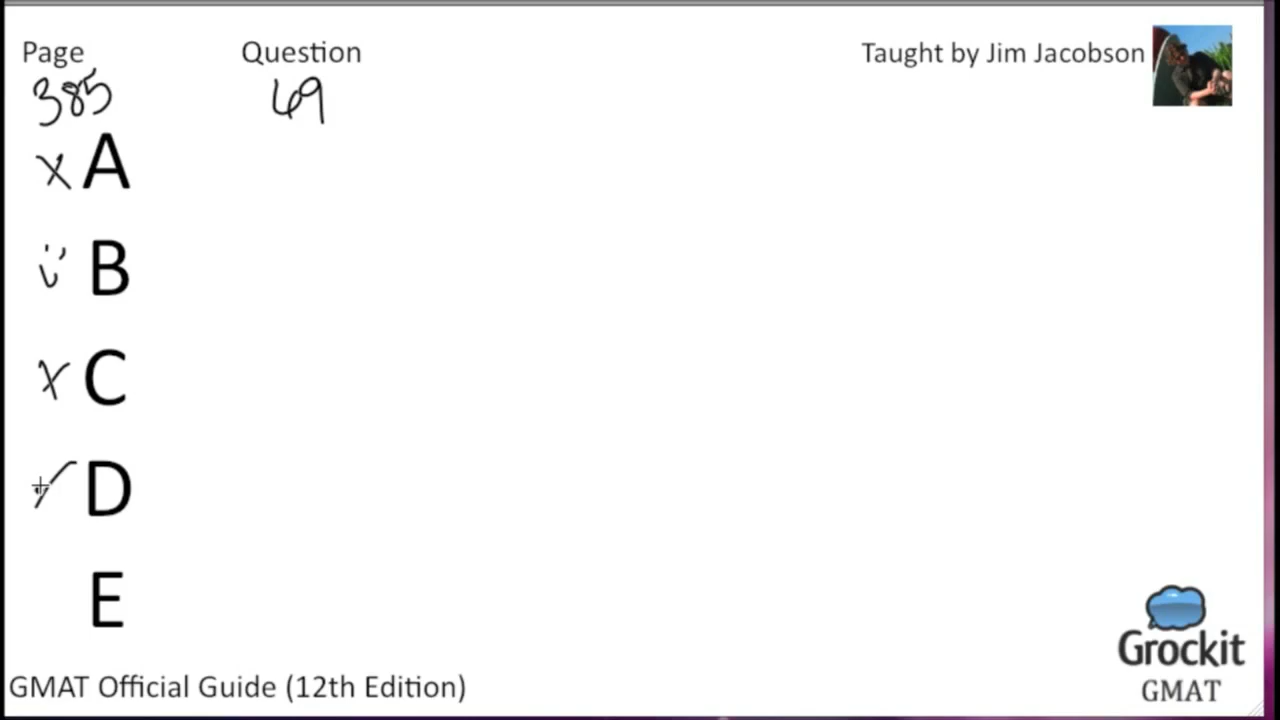 Page Question Taught by Jim Jacobson
385 69
x A
B
x C
D
E
Grockit
GMAT
GMAT Official Guide (12th Edition)